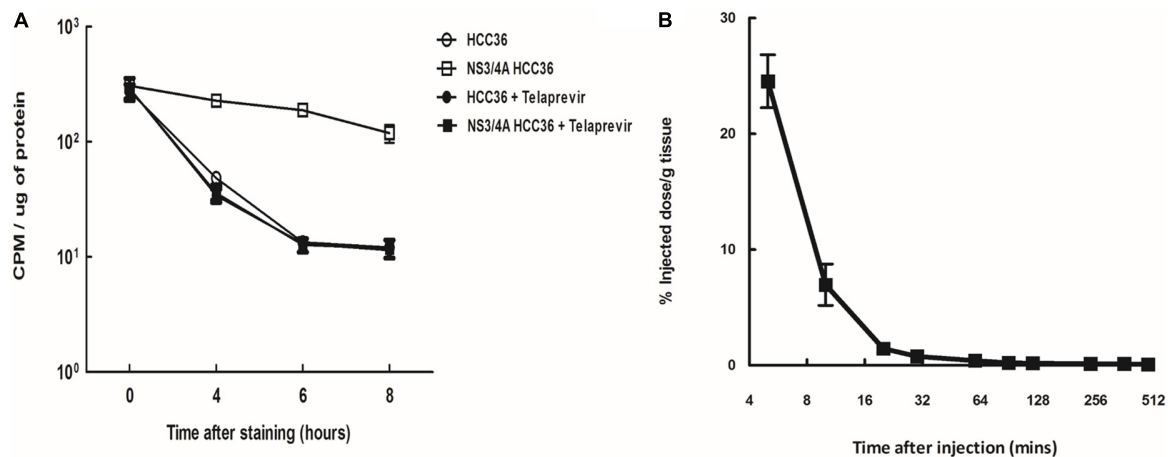 A
10³
10²
10¹
10⁰
CPM / ug of protein
0 4 6 8
Time after staining (hours)
HCC36
NS3/4A HCC36
HCC36 + Telaprevir
NS3/4A HCC36 + Telaprevir
B
30
20
10
0
% Injected dose/g tissue
4 8 16 32 64 128 256 512
Time after injection (mins)